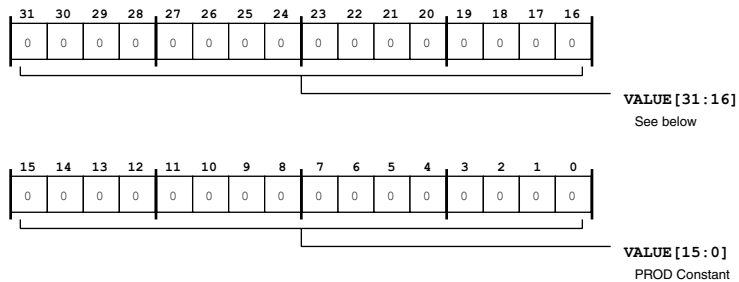 31 30 29 28 27 26 25 24 23 22 21 20 19 18 17 16
0 0 0 0 0 0 0 0 0 0 0 0 0 0 0 0
VALUE[31:16]
See below
15 14 13 12 11 10 9 8 7 6 5 4 3 2 1 0
0 0 0 0 0 0 0 0 0 0 0 0 0 0 0 0
VALUE[15:0]
PROD Constant